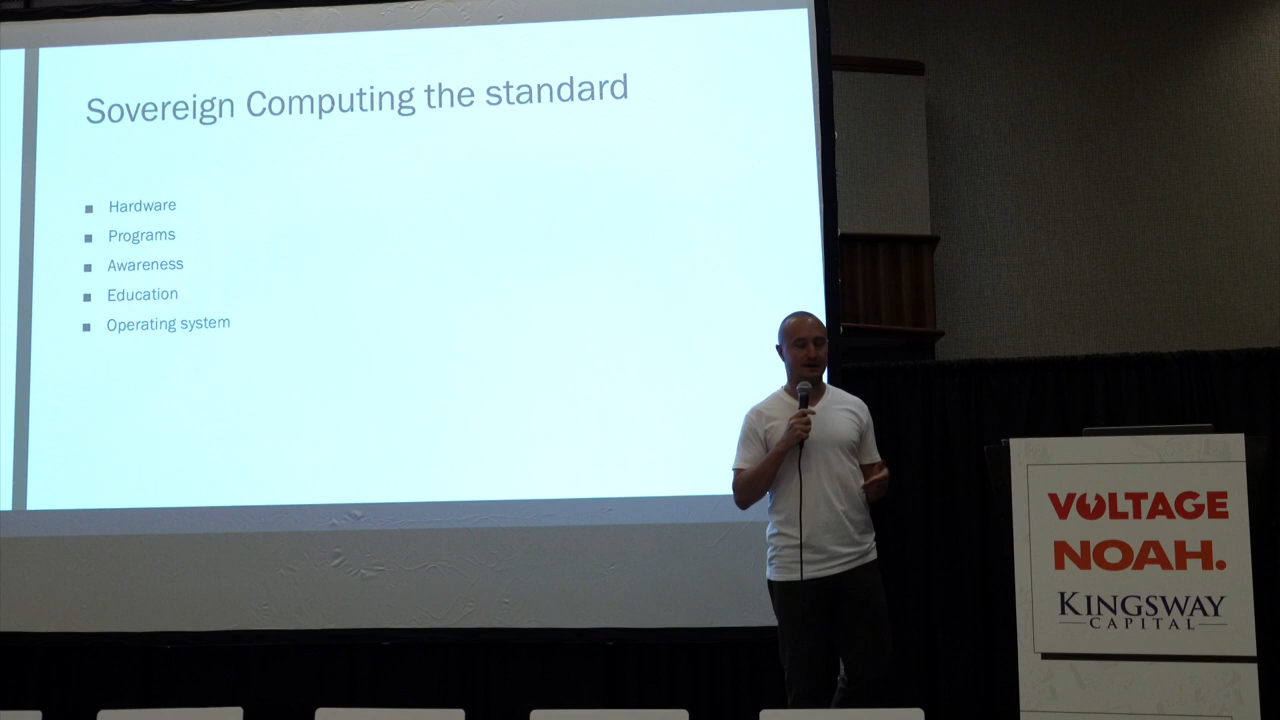 Sovereign Computing the standard
Hardware
Programs
Awareness
Education
Operating system
VOLTAGE
NOAH.
KINGSWAY
CAPITAL